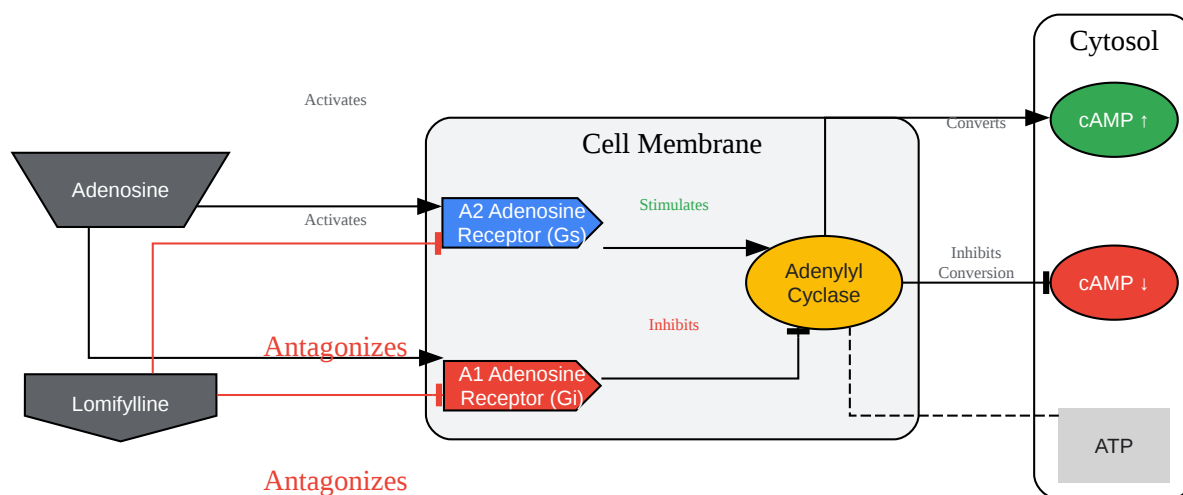 Cytosol
Activates
cAMP ↑
Converts
Cell Membrane
Adenosine
A2 Adenosine
Receptor (Gs)
Stimulates
Activates
Adenylyl
Cyclase
Inhibits
Conversion
cAMP ↓
Inhibits
Antagonizes
A1 Adenosine
Receptor (Gi)
Lomifylline
ATP
Antagonizes